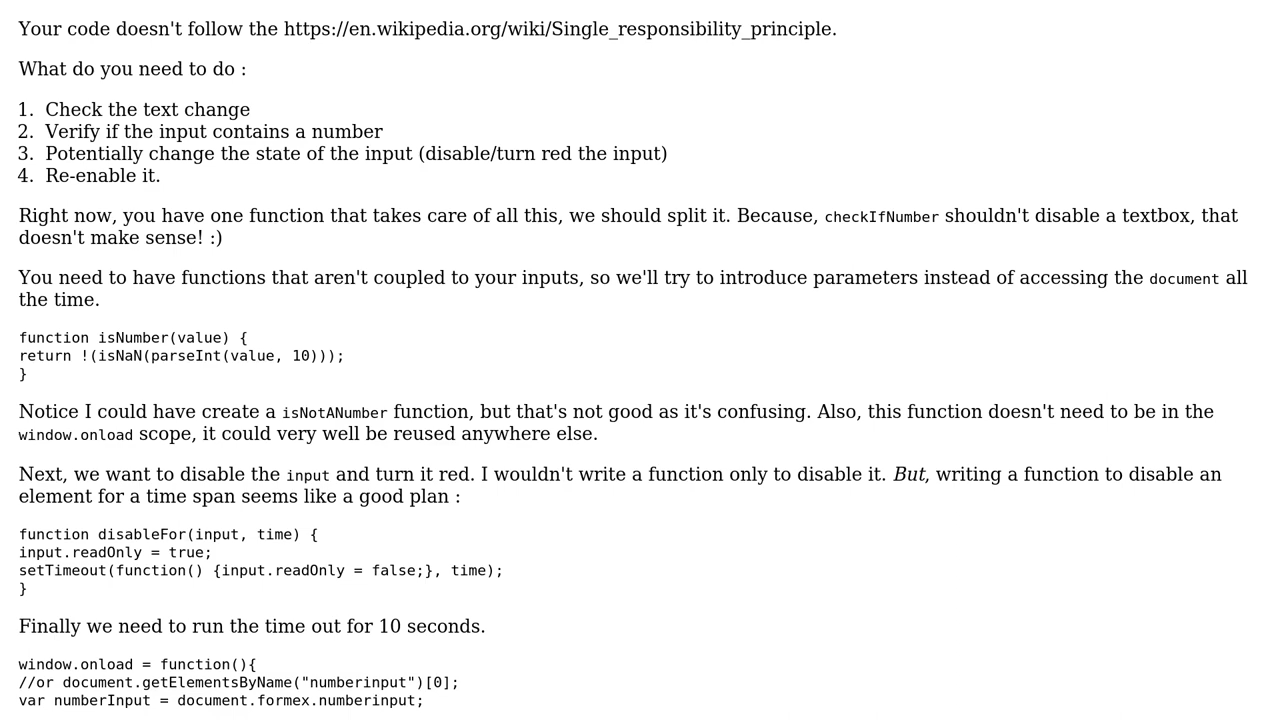 Your code doesn't follow the https://en.wikipedia.org/wiki/Single_responsibility_principle.
What do you need to do :
1. Check the text change
2. Verify if the input contains a number
3. Potentially change the state of the input (disable/turn red the input)
4. Re-enable it.
Right now, you have one function that takes care of all this, we should split it. Because, checkIfNumber shouldn't disable a textbox, that
doesn't make sense! :)
You need to have functions that aren't coupled to your inputs, so we'll try to introduce parameters instead of accessing the document all
the time.
function isNumber(value) {
return !(isNaN(parseInt(value, 10)));
}
Notice I could have create a isNotANumber function, but that's not good as it's confusing. Also, this function doesn't need to be in the
window.onload scope, it could very well be reused anywhere else.
Next, we want to disable the input and turn it red. I wouldn't write a function only to disable it. But, writing a function to disable an
element for a time span seems like a good plan :
function disableFor(input, time) {
input.readOnly = true;
setTimeout(function() {input.readOnly = false;}, time);
}
Finally we need to run the time out for 10 seconds.
window.onload = function(){
//or document.getElementsByName("numberinput")[0];
var numberInput = document.formex.numberinput;